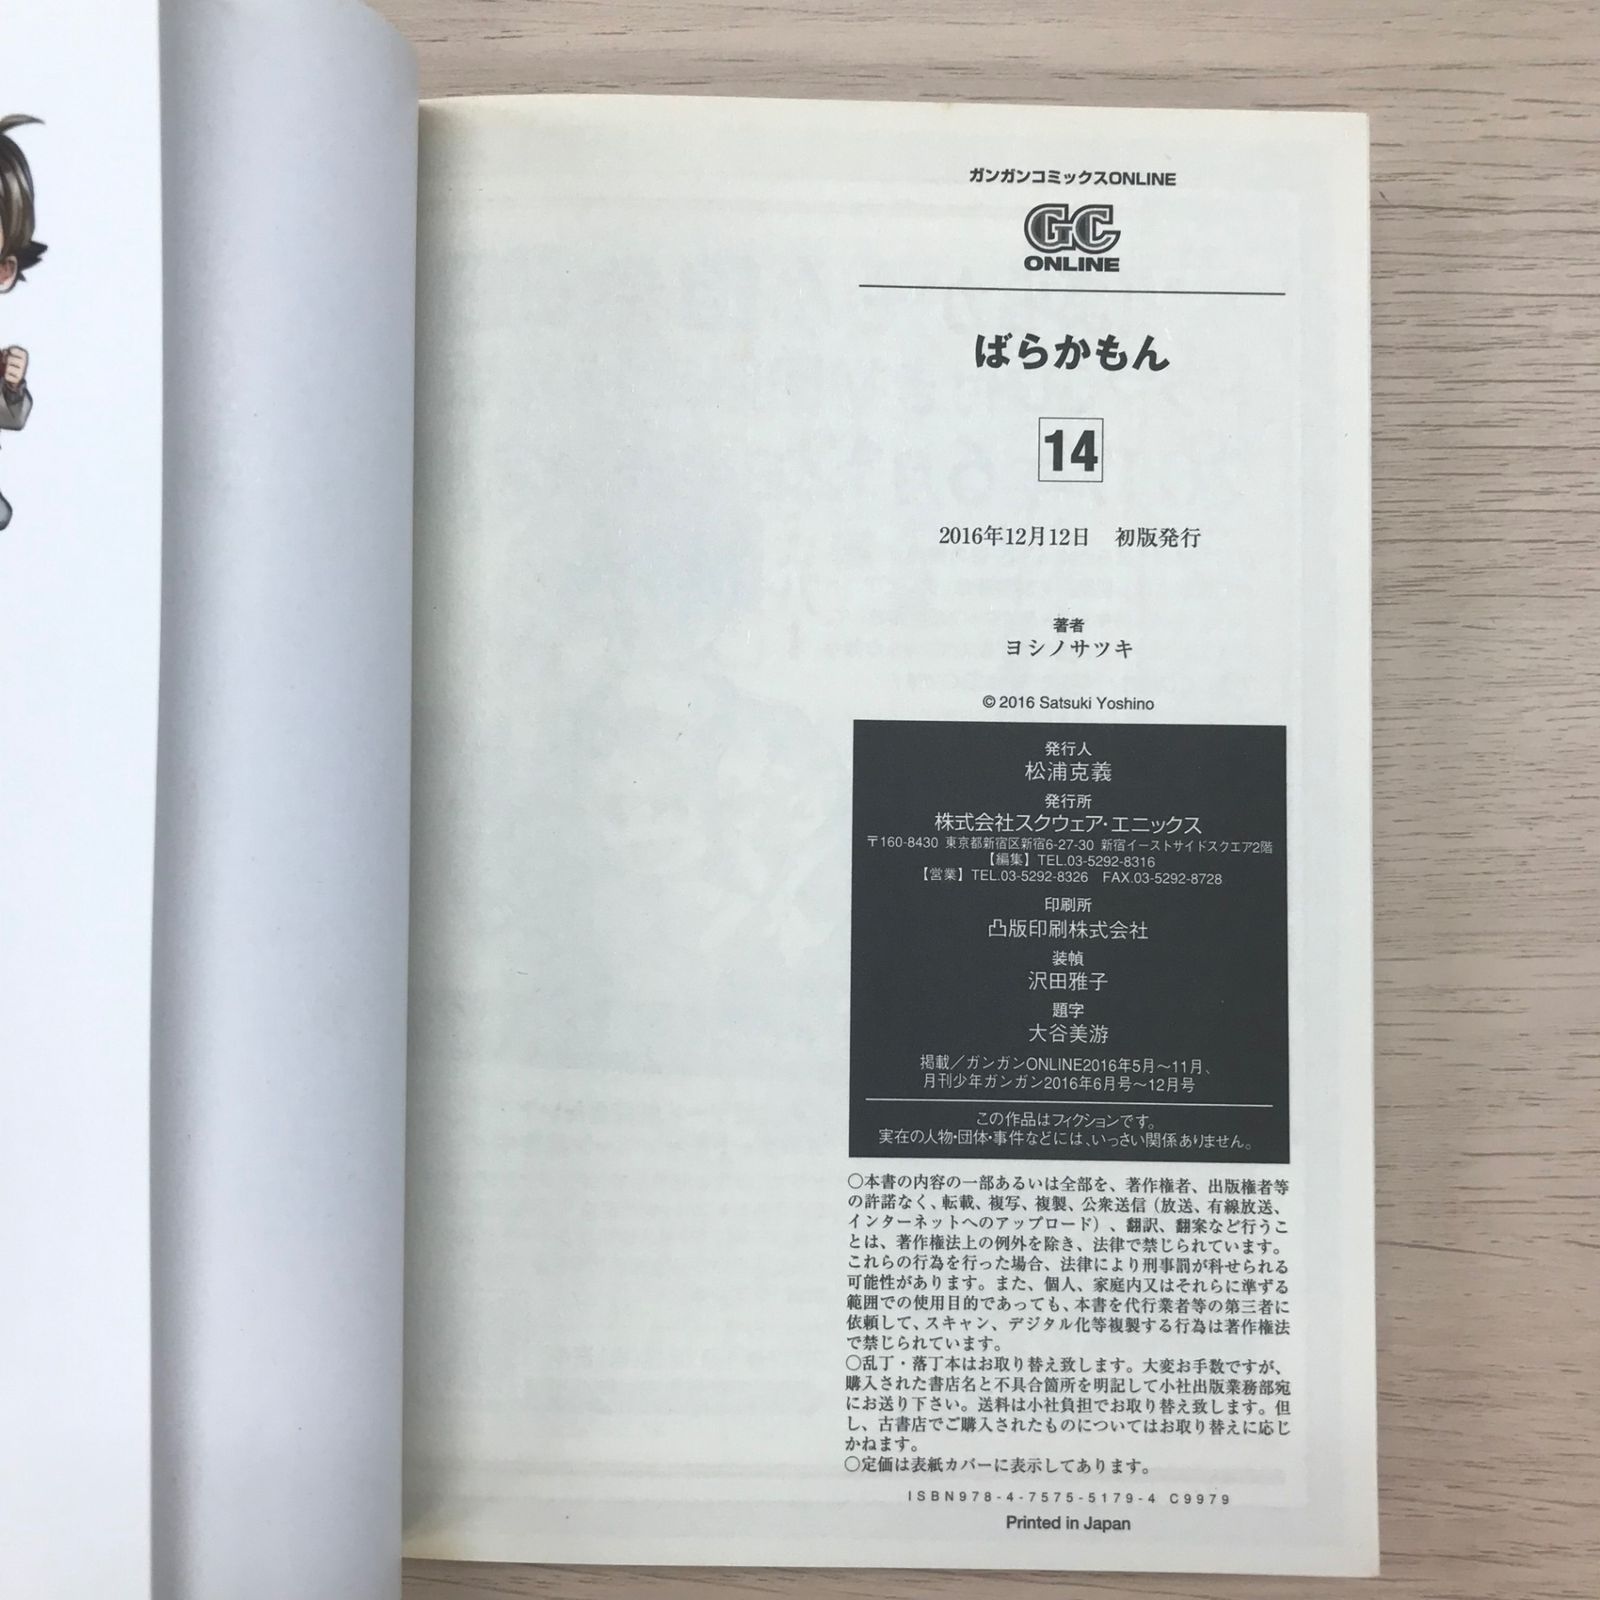 ガンガンコミックスONLINE
GC
ONLINE
ばらかもん
14
2016年12月12日　初版発行
著者
ヨシノサツキ
© 2016 Satsuki Yoshino
発行人
松浦克義
発行所
株式会社スクウェア・エニックス
〒160-8430 東京都新宿区新宿6-27-30 新宿イーストサイドスクエア2階
【編集】TEL.03-5292-8316
【営業】TEL.03-5292-8326　FAX.03-5292-8728
印刷所
凸版印刷株式会社
装幀
沢田雅子
題字
大谷美游
掲載／ガンガンONLINE2016年5月〜11月、
月刊少年ガンガン2016年6月号〜12月号
この作品はフィクションです。
実在の人物・団体・事件などには、いっさい関係ありません。
○本書の内容の一部あるいは全部を、著作権者、出版権者等
の許諾なく、転載、複写、複製、公衆送信（放送、有線放送、
インターネットへのアップロード）、翻訳、翻案など行うこ
とは、著作権法上の例外を除き、法律で禁じられています。
これらの行為を行った場合、法律により刑事罰が科せられる
可能性があります。また、個人、家庭内又はそれらに準ずる
範囲での使用目的であっても、本書を代行業者等の第三者に
依頼して、スキャン、デジタル化等複製する行為は著作権法
で禁じられています。
○乱丁・落丁本はお取り替え致します。大変お手数ですが、
購入された書店名と不具合箇所を明記して小社出版業務部宛
にお送り下さい。送料は小社負担でお取り替え致します。但
し、古書店でご購入されたものについてはお取り替えに応じ
かねます。
○定価は表紙カバーに表示してあります。
ISBN978-4-7575-5179-4 C9979
Printed in Japan